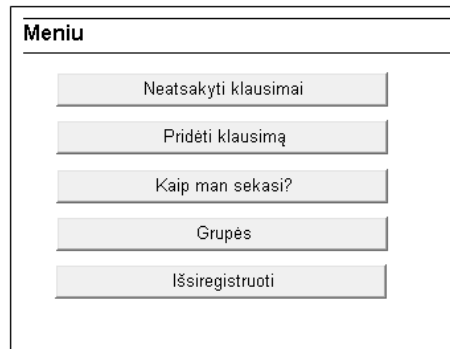 Meniu
Neatsakyti klausimai
Pridėti klausimą
Kaip man sekasi?
Grupės
Išsiregistruoti